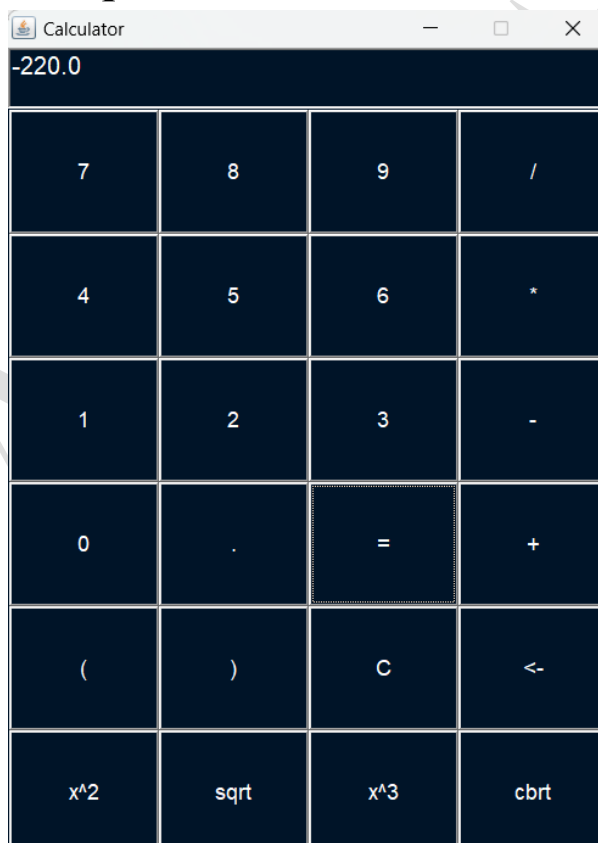 Calculator
-220.0
7 8 9 /
4 5 6 *
1 2 3 -
0 . = +
( ) C <-
x^2 sqrt x^3 cbrt